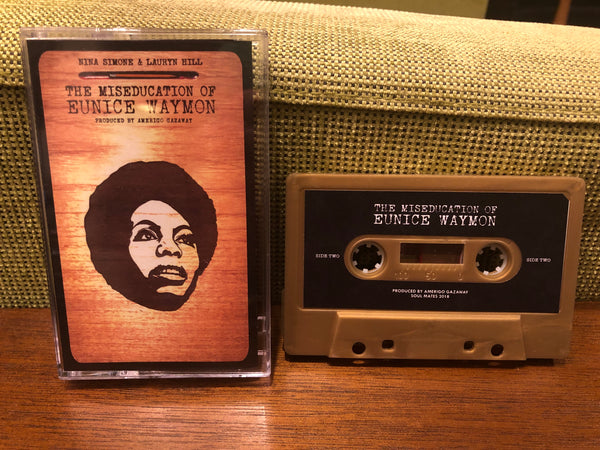 NINA SIMONE & LAURYN HILL
THE MISEDUCATION OF
EUNICE WAYMON
PRODUCED BY AMERIGO GAZAWAY
THE MISEDUCATION OF
EUNICE WAYMON
SIDE TWO
SIDE TWO
PRODUCED BY AMERIGO GAZAWAY
SOUL MATES 2018